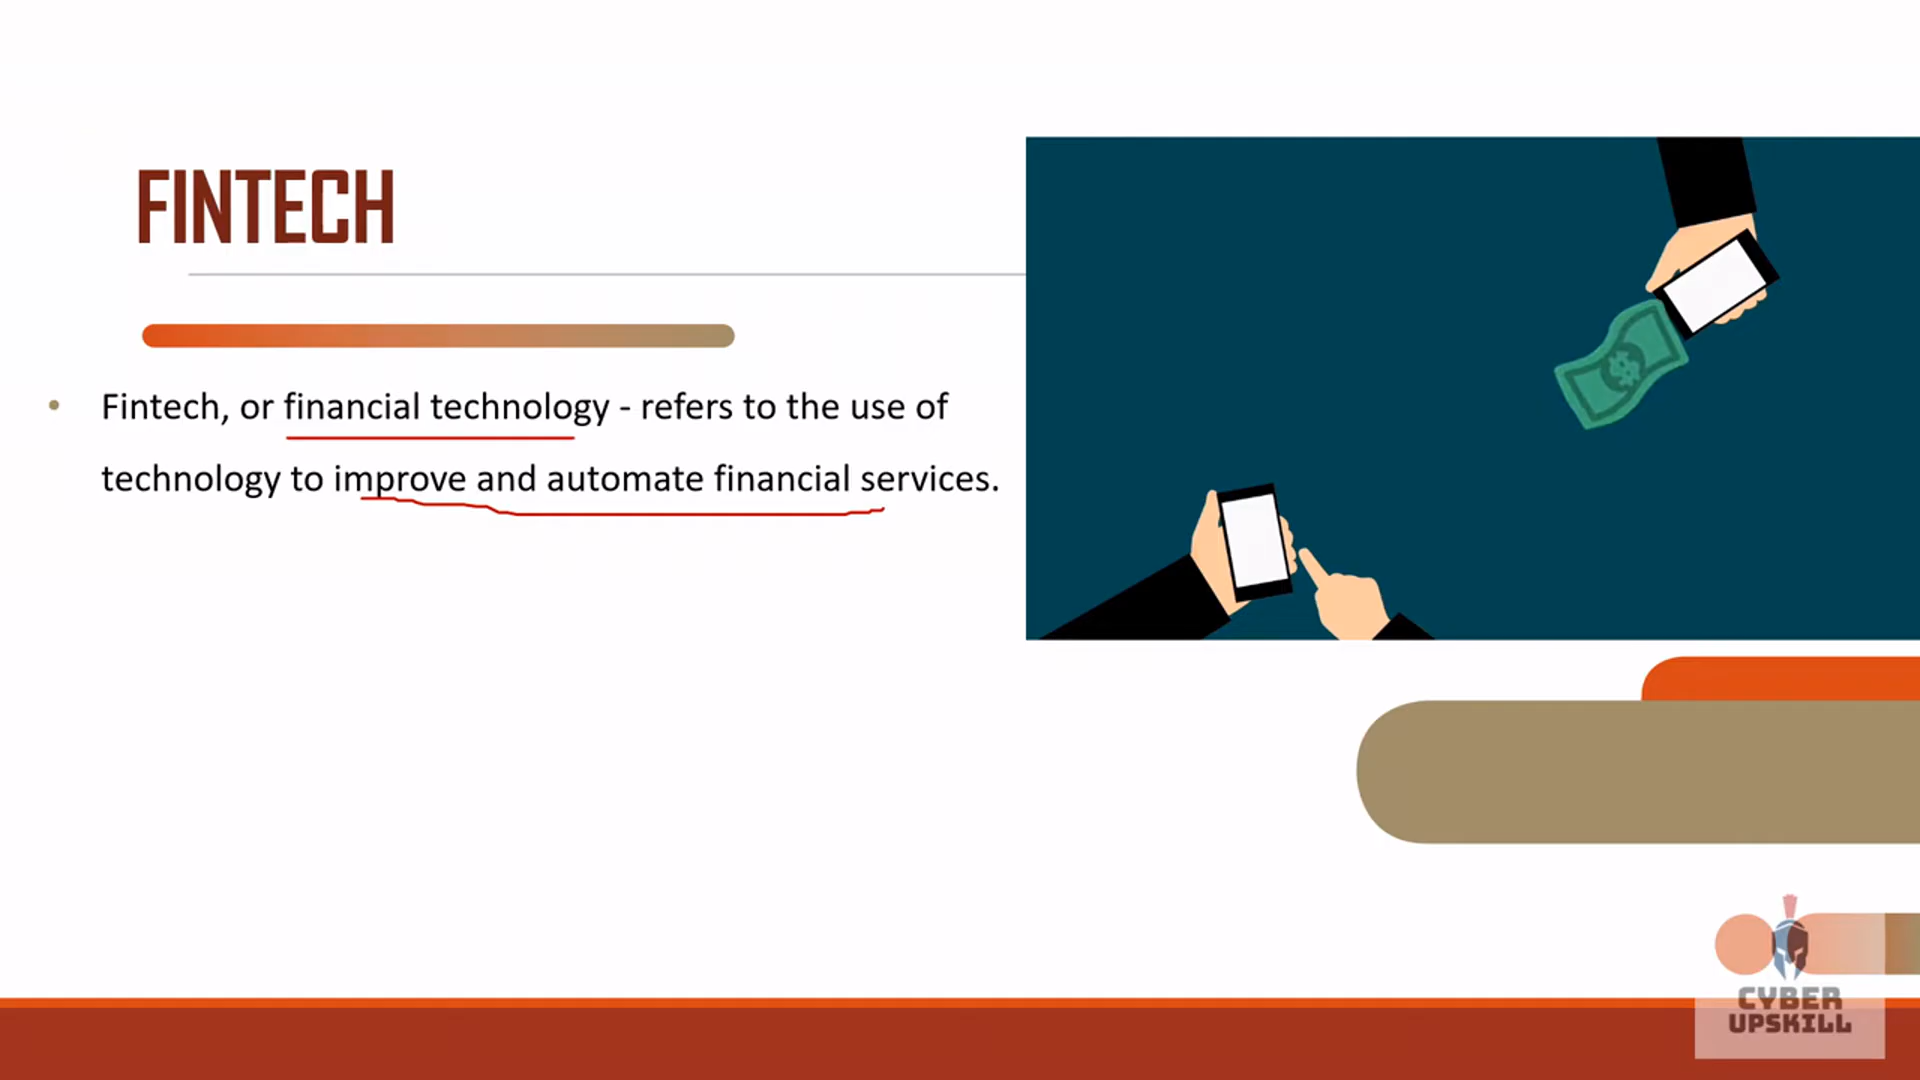 FINTECH
• Fintech, or financial technology - refers to the use of
technology to improve and automate financial services.
CYBER
UPSKILL